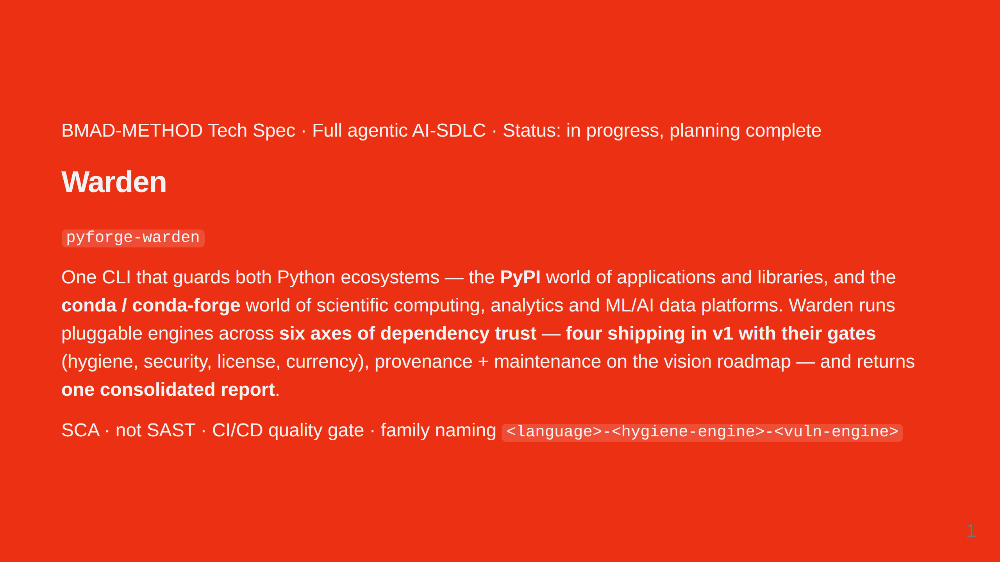 BMAD-METHOD Tech Spec · Full agentic AI-SDLC · Status: in progress, planning complete
Warden
pyforge-warden
One CLI that guards both Python ecosystems — the PyPI world of applications and libraries, and the
conda / conda-forge world of scientific computing, analytics and ML/AI data platforms. Warden runs
pluggable engines across six axes of dependency trust — four shipping in v1 with their gates
(hygiene, security, license, currency), provenance + maintenance on the vision roadmap — and returns
one consolidated report.
SCA · not SAST · CI/CD quality gate · family naming <language>-<hygiene-engine>-<vuln-engine>
1